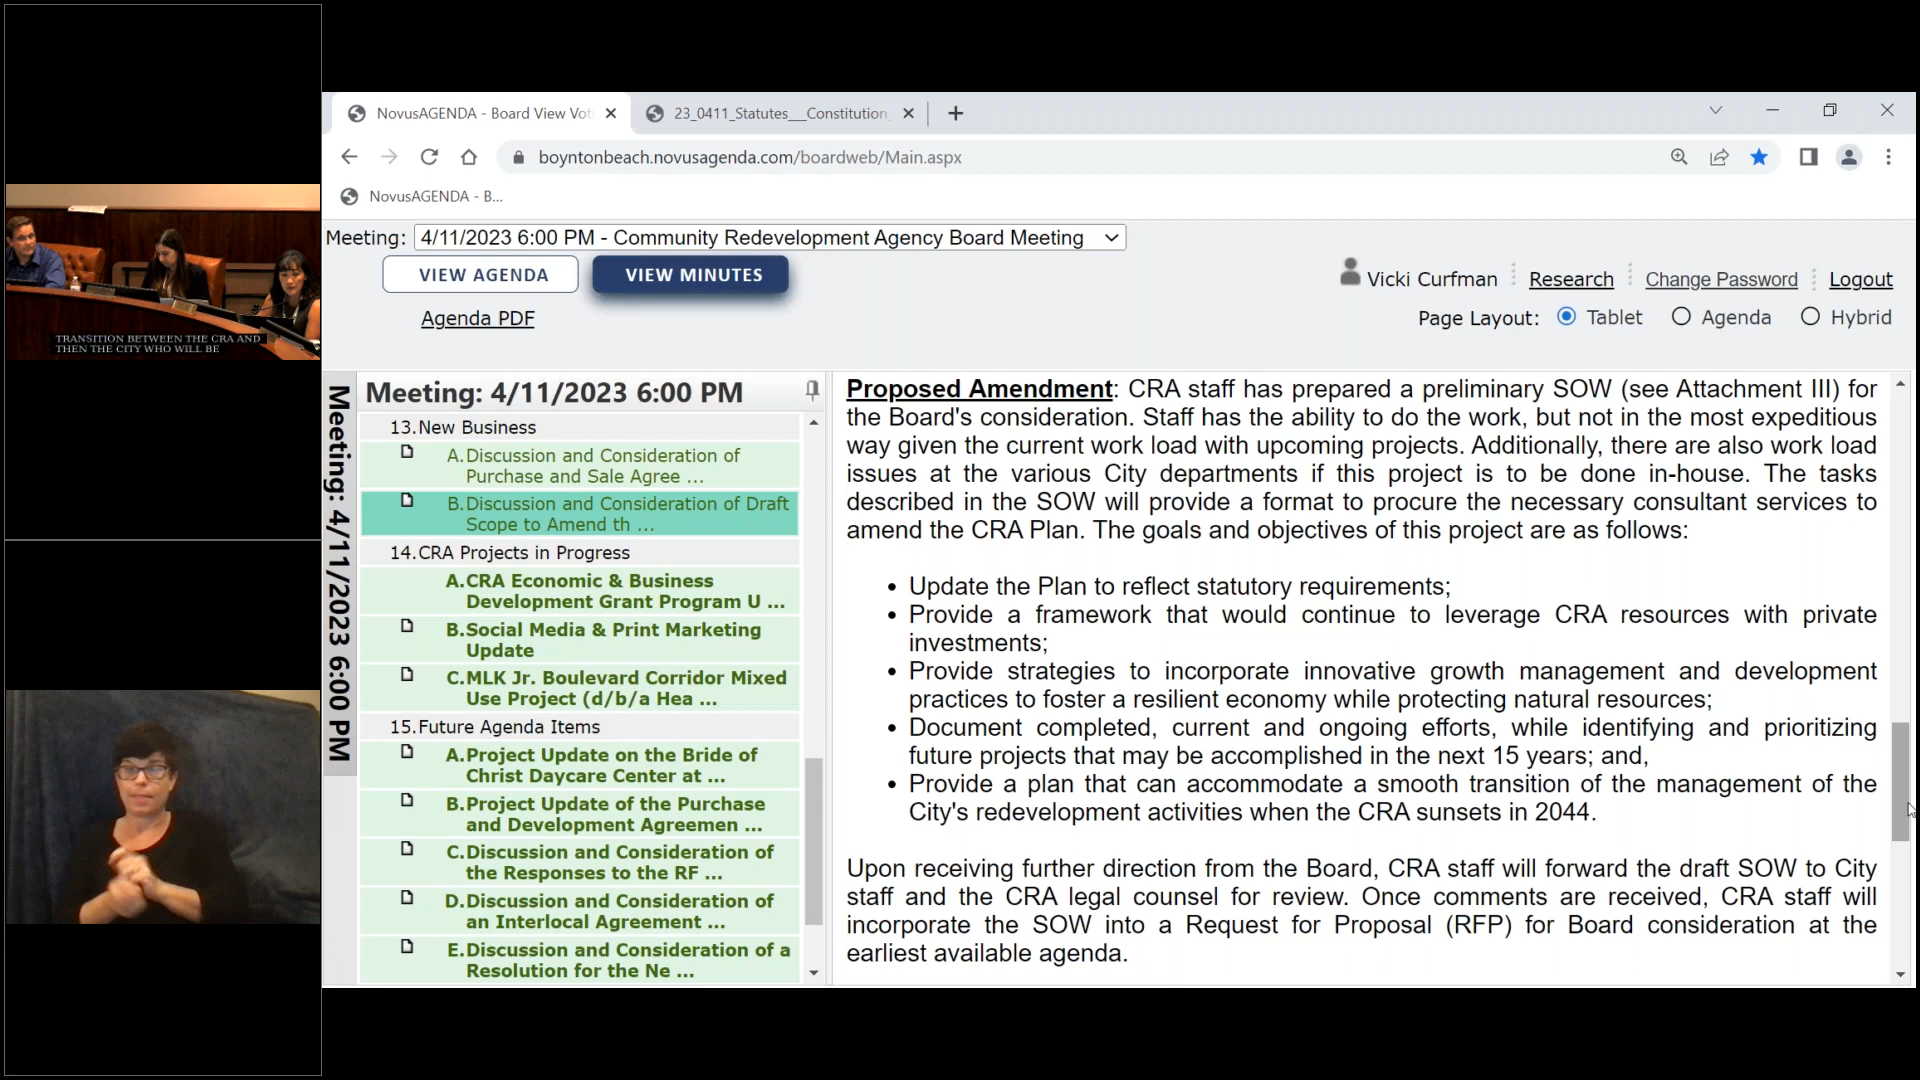 NovusAGENDA - Board View Voti
23_0411_Statutes__Constitution
boyntonbeach.novusagenda.com/boardweb/Main.aspx
NovusAGENDA - B...
Meeting: 4/11/2023 6:00 PM - Community Redevelopment Agency Board Meeting
VIEW AGENDA
VIEW MINUTES
Agenda PDF
Vicki Curfman
Research
Change Password
Logout
Page Layout:
Tablet
Agenda
Hybrid
TRANSITION BETWEEN THE CRA AND
THEN THE CITY WHO WILL BE
Meeting: 4/11/2023 6:00 PM
Meeting: 4/11/2023 6:00 PM
13.New Business
A.Discussion and Consideration of
Purchase and Sale Agree ...
B.Discussion and Consideration of Draft
Scope to Amend th ...
14.CRA Projects in Progress
A.CRA Economic & Business
Development Grant Program U ...
B.Social Media & Print Marketing
Update
C.MLK Jr. Boulevard Corridor Mixed
Use Project (d/b/a Hea ...
15.Future Agenda Items
A.Project Update on the Bride of
Christ Daycare Center at ...
B.Project Update of the Purchase
and Development Agreemen ...
C.Discussion and Consideration of
the Responses to the RF ...
D.Discussion and Consideration of
an Interlocal Agreement ...
E.Discussion and Consideration of a
Resolution for the Ne ...
Proposed Amendment: CRA staff has prepared a preliminary SOW (see Attachment III) for
the Board's consideration. Staff has the ability to do the work, but not in the most expeditious
way given the current work load with upcoming projects. Additionally, there are also work load
issues at the various City departments if this project is to be done in-house. The tasks
described in the SOW will provide a format to procure the necessary consultant services to
amend the CRA Plan. The goals and objectives of this project are as follows:
• Update the Plan to reflect statutory requirements;
• Provide a framework that would continue to leverage CRA resources with private
investments;
• Provide strategies to incorporate innovative growth management and development
practices to foster a resilient economy while protecting natural resources;
• Document completed, current and ongoing efforts, while identifying and prioritizing
future projects that may be accomplished in the next 15 years; and,
• Provide a plan that can accommodate a smooth transition of the management of the
City's redevelopment activities when the CRA sunsets in 2044.
Upon receiving further direction from the Board, CRA staff will forward the draft SOW to City
staff and the CRA legal counsel for review. Once comments are received, CRA staff will
incorporate the SOW into a Request for Proposal (RFP) for Board consideration at the
earliest available agenda.